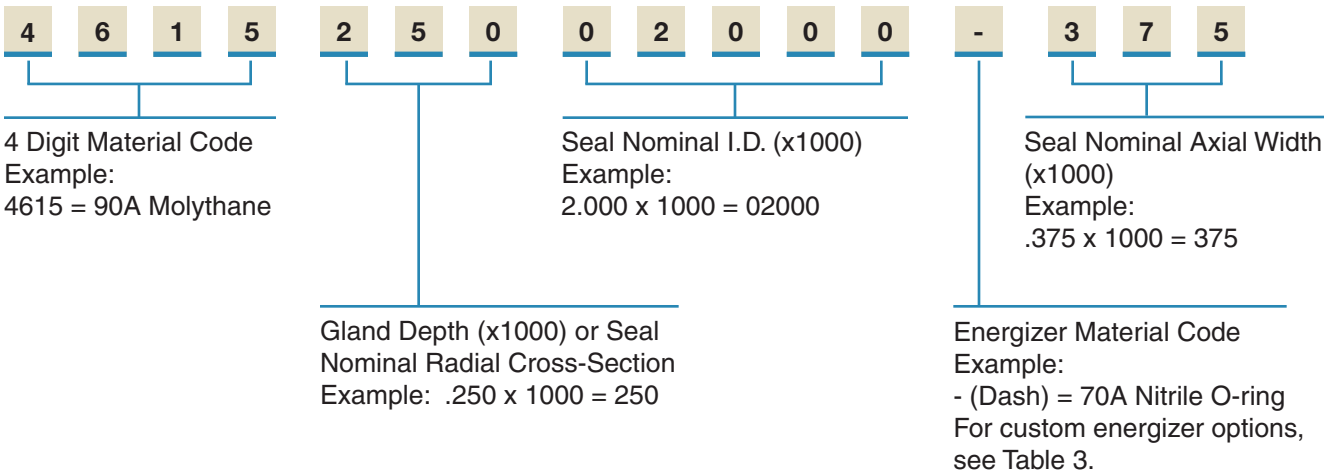 4 6 1 5 2 5 0 0 2 0 0 0 - 3 7 5
4 Digit Material Code
Example:
4615 = 90A Molythane
Seal Nominal I.D. (x1000)
Example:
2.000 x 1000 = 02000
Seal Nominal Axial Width
(x1000)
Example:
.375 x 1000 = 375
Gland Depth (x1000) or Seal
Nominal Radial Cross-Section
Example: .250 x 1000 = 250
Energizer Material Code
Example:
- (Dash) = 70A Nitrile O-ring
For custom energizer options,
see Table 3.